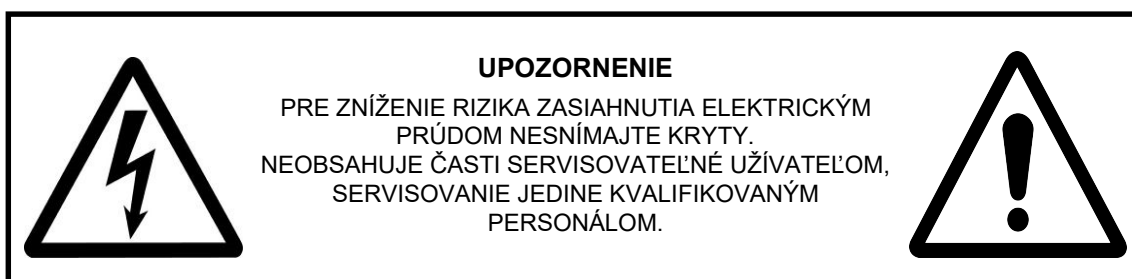 UPOZORNENIE
PRE ZNÍŽENIE RIZIKA ZASIAHNUTIA ELEKTRICKÝM
PRÚDOM NESNÍMAJTE KRYTY.
NEOBSAHUJE ČASTI SERVISOVATEĽNÉ UŽÍVATEĽOM,
SERVISOVANIE JEDINE KVALIFIKOVANÝM
PERSONÁLOM.